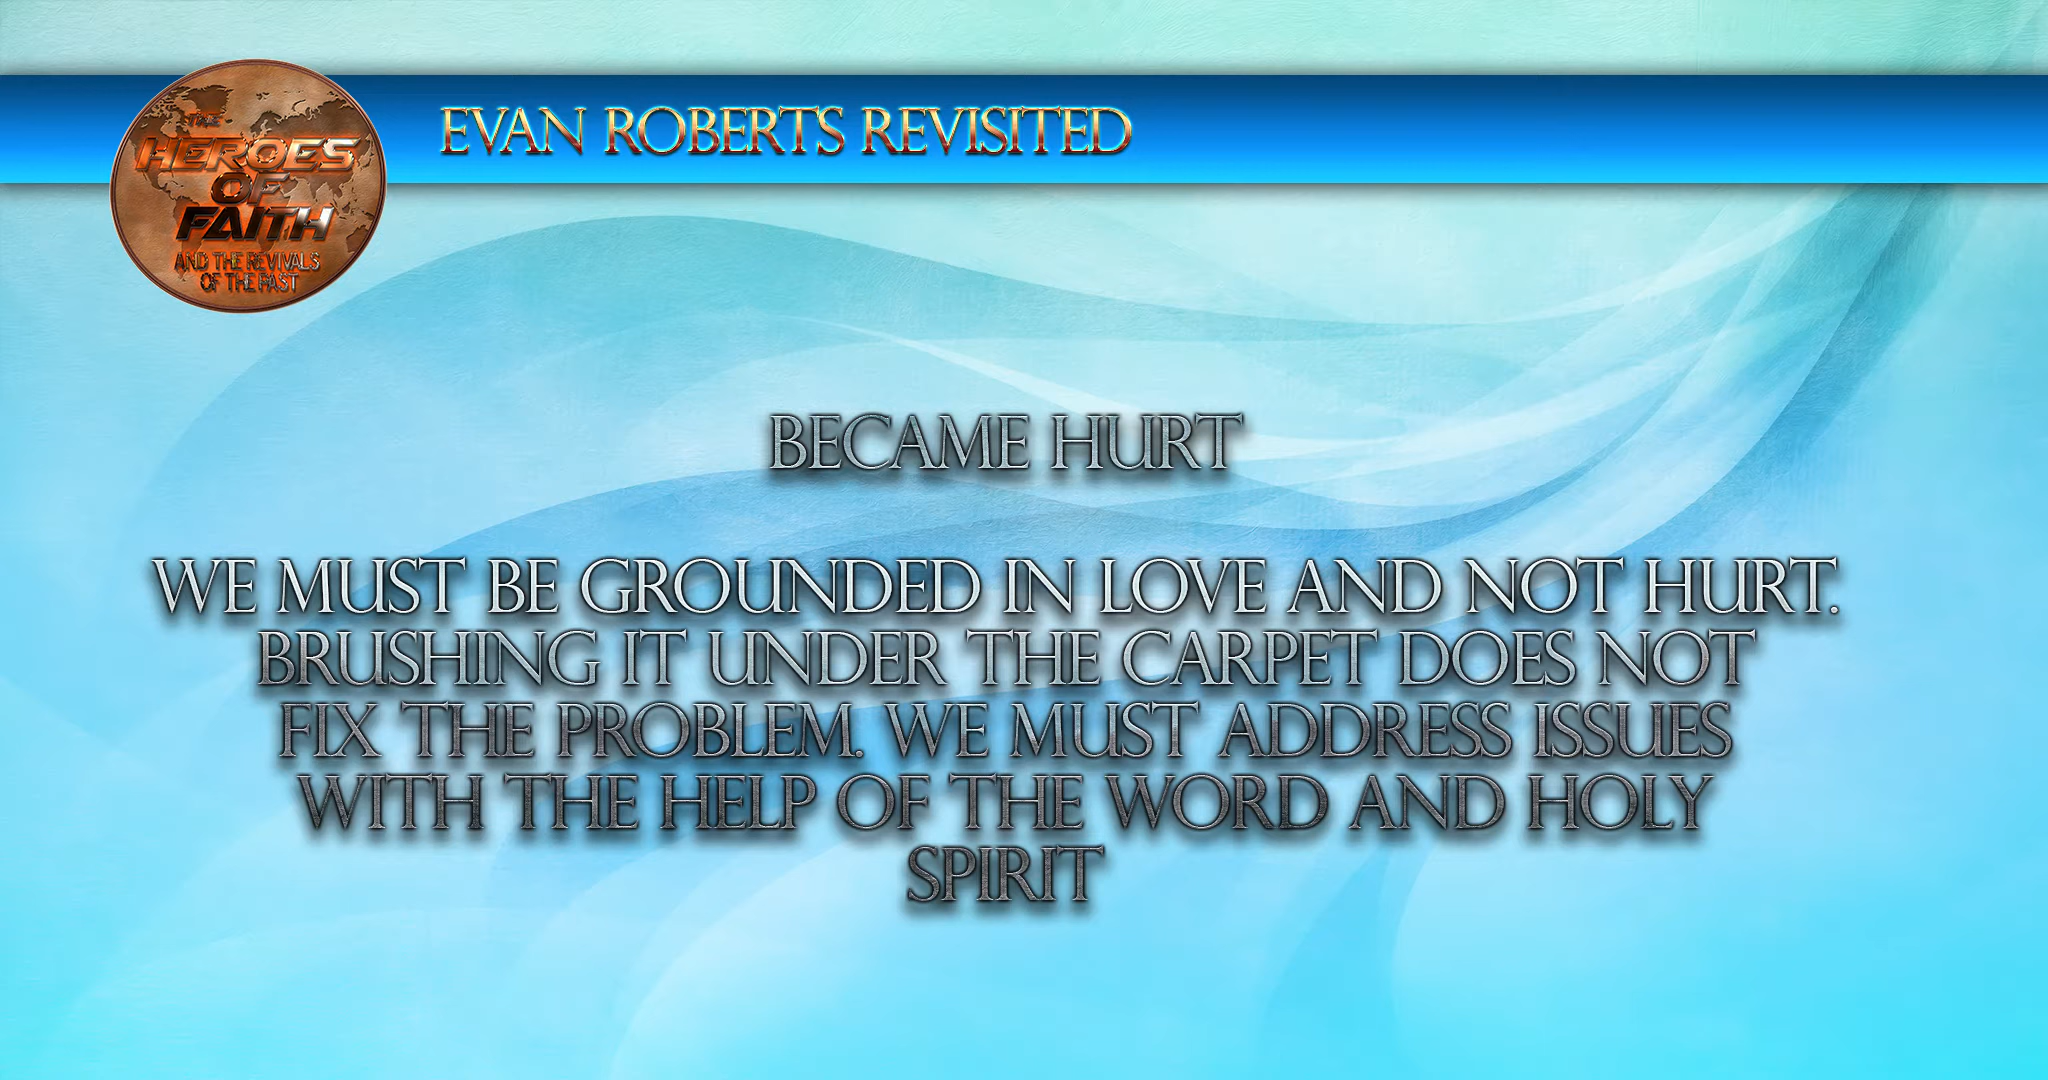 EVAN ROBERTS REVISITED
THE
HEROES
OF
FAITH
AND THE REVIVALS
OF THE PAST
BECAME HURT
WE MUST BE GROUNDED IN LOVE AND NOT HURT.
BRUSHING IT UNDER THE CARPET DOES NOT
FIX THE PROBLEM. WE MUST ADDRESS ISSUES
WITH THE HELP OF THE WORD AND HOLY
SPIRIT